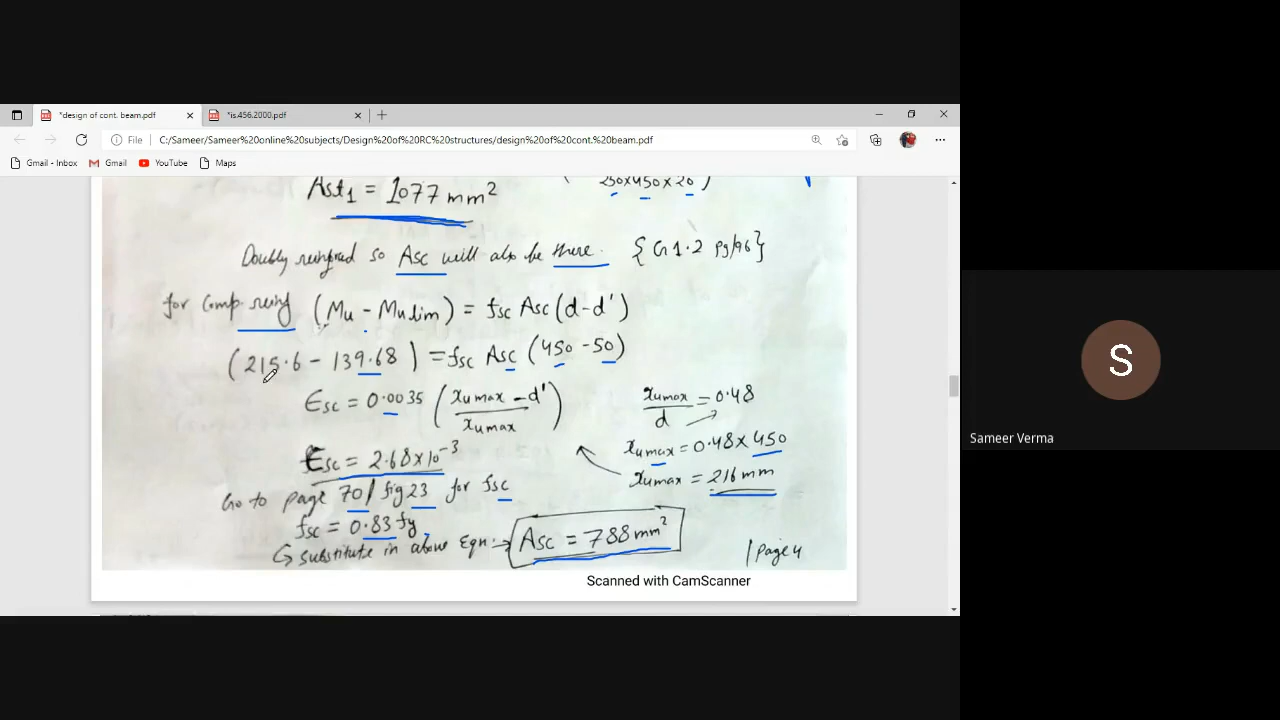 *design of cont. beam.pdf
*is.456.2000.pdf
File C:/Sameer/Sameer%20online%20subjects/Design%20of%20RC%20structures/design%20of%20cont.%20beam.pdf
Gmail - Inbox Gmail YouTube Maps
Ast1 = 1077 mm²
250x450x20)
Doubly reinfored so Asc will also be there. {G 1.2 pg/96}
for Comp. reinf (Mu - Mulim) = fsc Asc (d-d')
(215.6 - 139.68) = fsc Asc (450 - 50)
Єsc = 0.0035 (xumax - d' / xumax)
xumax / d = 0.48
xumax = 0.48 x 450
Єsc = 2.68 x 10⁻³
xumax = 216 mm
Go to page 70 / fig 23 for fsc
fsc = 0.83 fy
↳ substitute in above Eqn. → Asc = 788 mm²
/page 4
Scanned with CamScanner
S
Sameer Verma